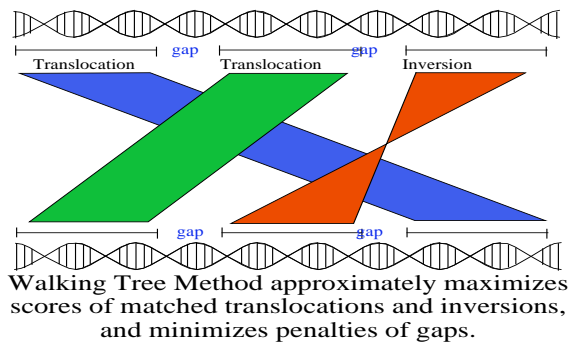 gap gap
Translocation Translocation Inversion
gap gap
Walking Tree Method approximately maximizes
scores of matched translocations and inversions,
and minimizes penalties of gaps.